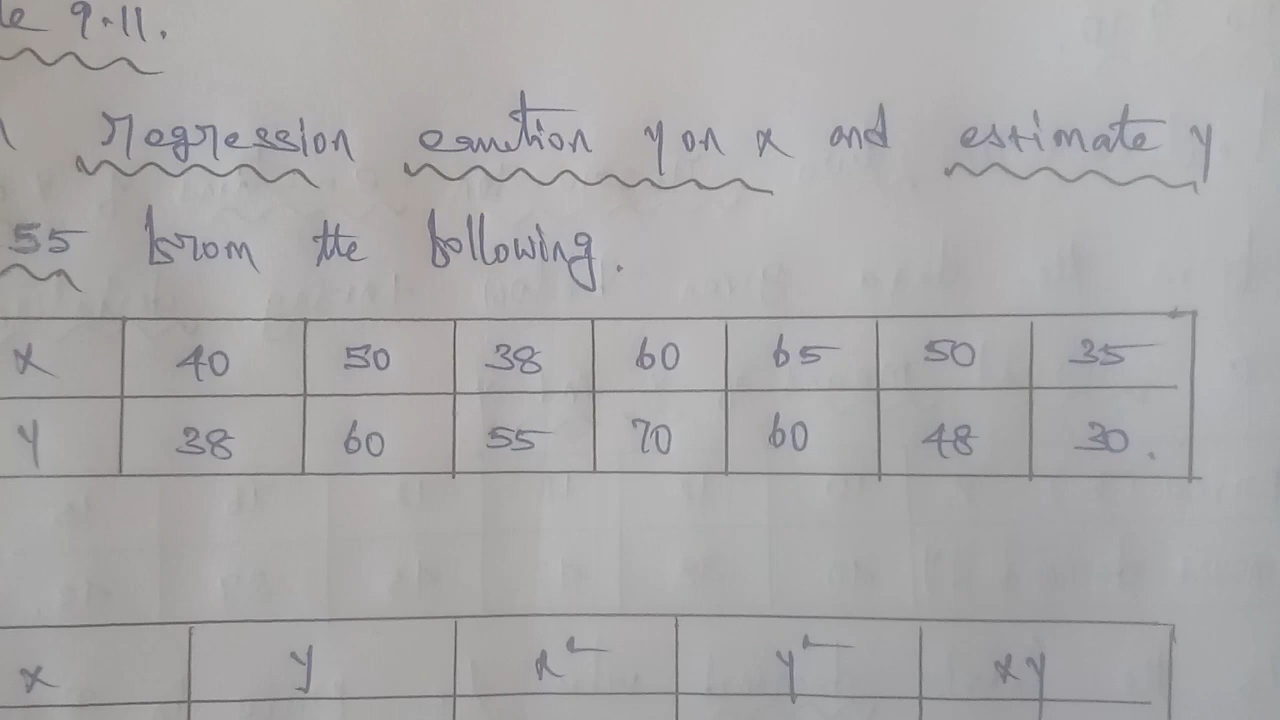 9.11.
regression eqution y on x and estimate y
55 from the following.
x 40 50 38 60 65 50 35
y 38 60 55 70 60 48 30.
x y x² y² xy